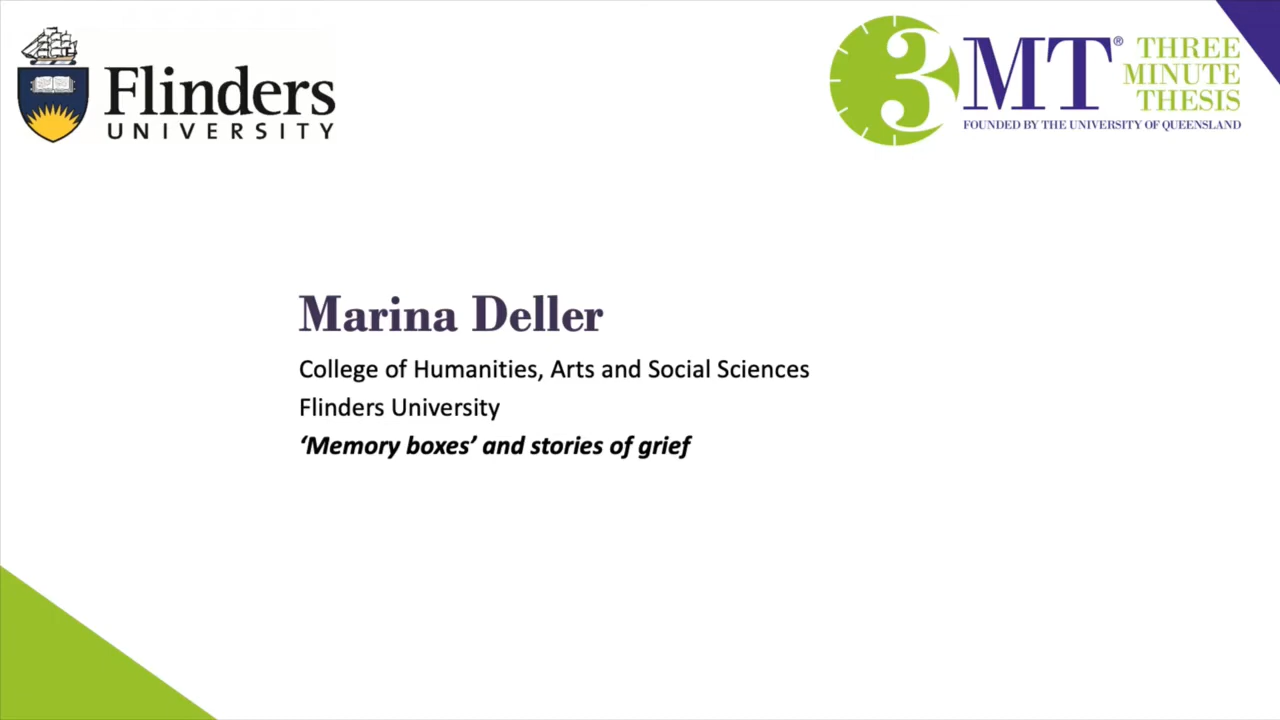 Flinders
UNIVERSITY
3MT® THREE
MINUTE
THESIS
FOUNDED BY THE UNIVERSITY OF QUEENSLAND
Marina Deller
College of Humanities, Arts and Social Sciences
Flinders University
‘Memory boxes’ and stories of grief